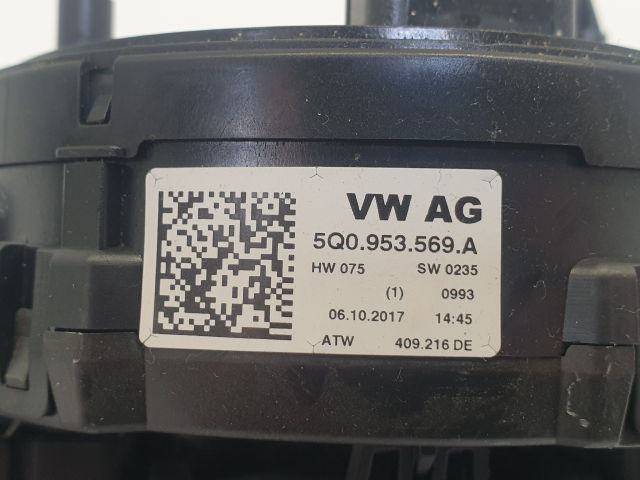 VW AG
5Q0.953.569.A
HW 075 SW 0235
(1) 0993
06.10.2017 14:45
ATW 409.216 DE